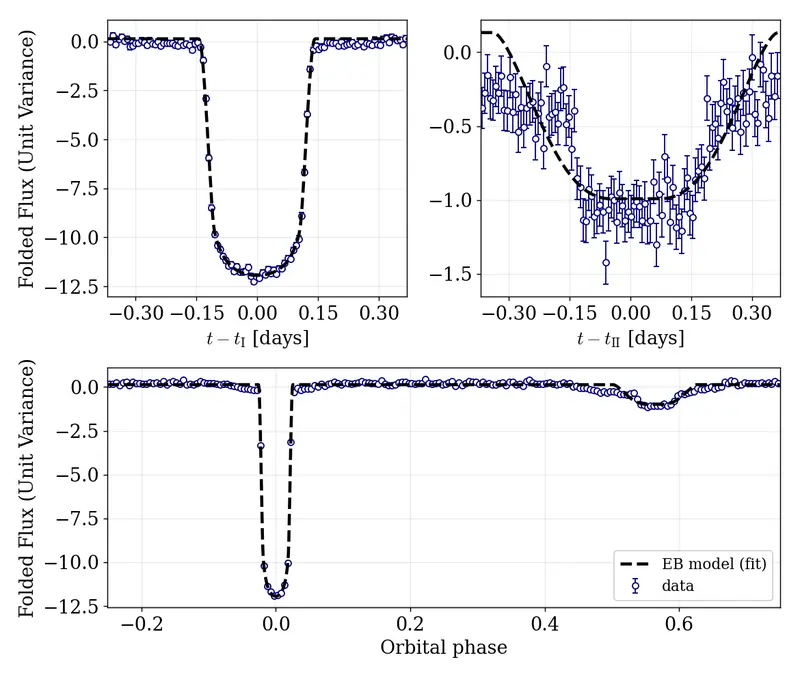 Folded Flux (Unit Variance)
0.0
−2.5
−5.0
−7.5
−10.0
−12.5
−0.30 −0.15 0.00 0.15 0.30
t − tI [days]
0.0
−0.5
−1.0
−1.5
−0.30 −0.15 0.00 0.15 0.30
t − tII [days]
Folded Flux (Unit Variance)
0.0
−2.5
−5.0
−7.5
−10.0
−12.5
EB model (fit)
data
−0.2 0.0 0.2 0.4 0.6
Orbital phase